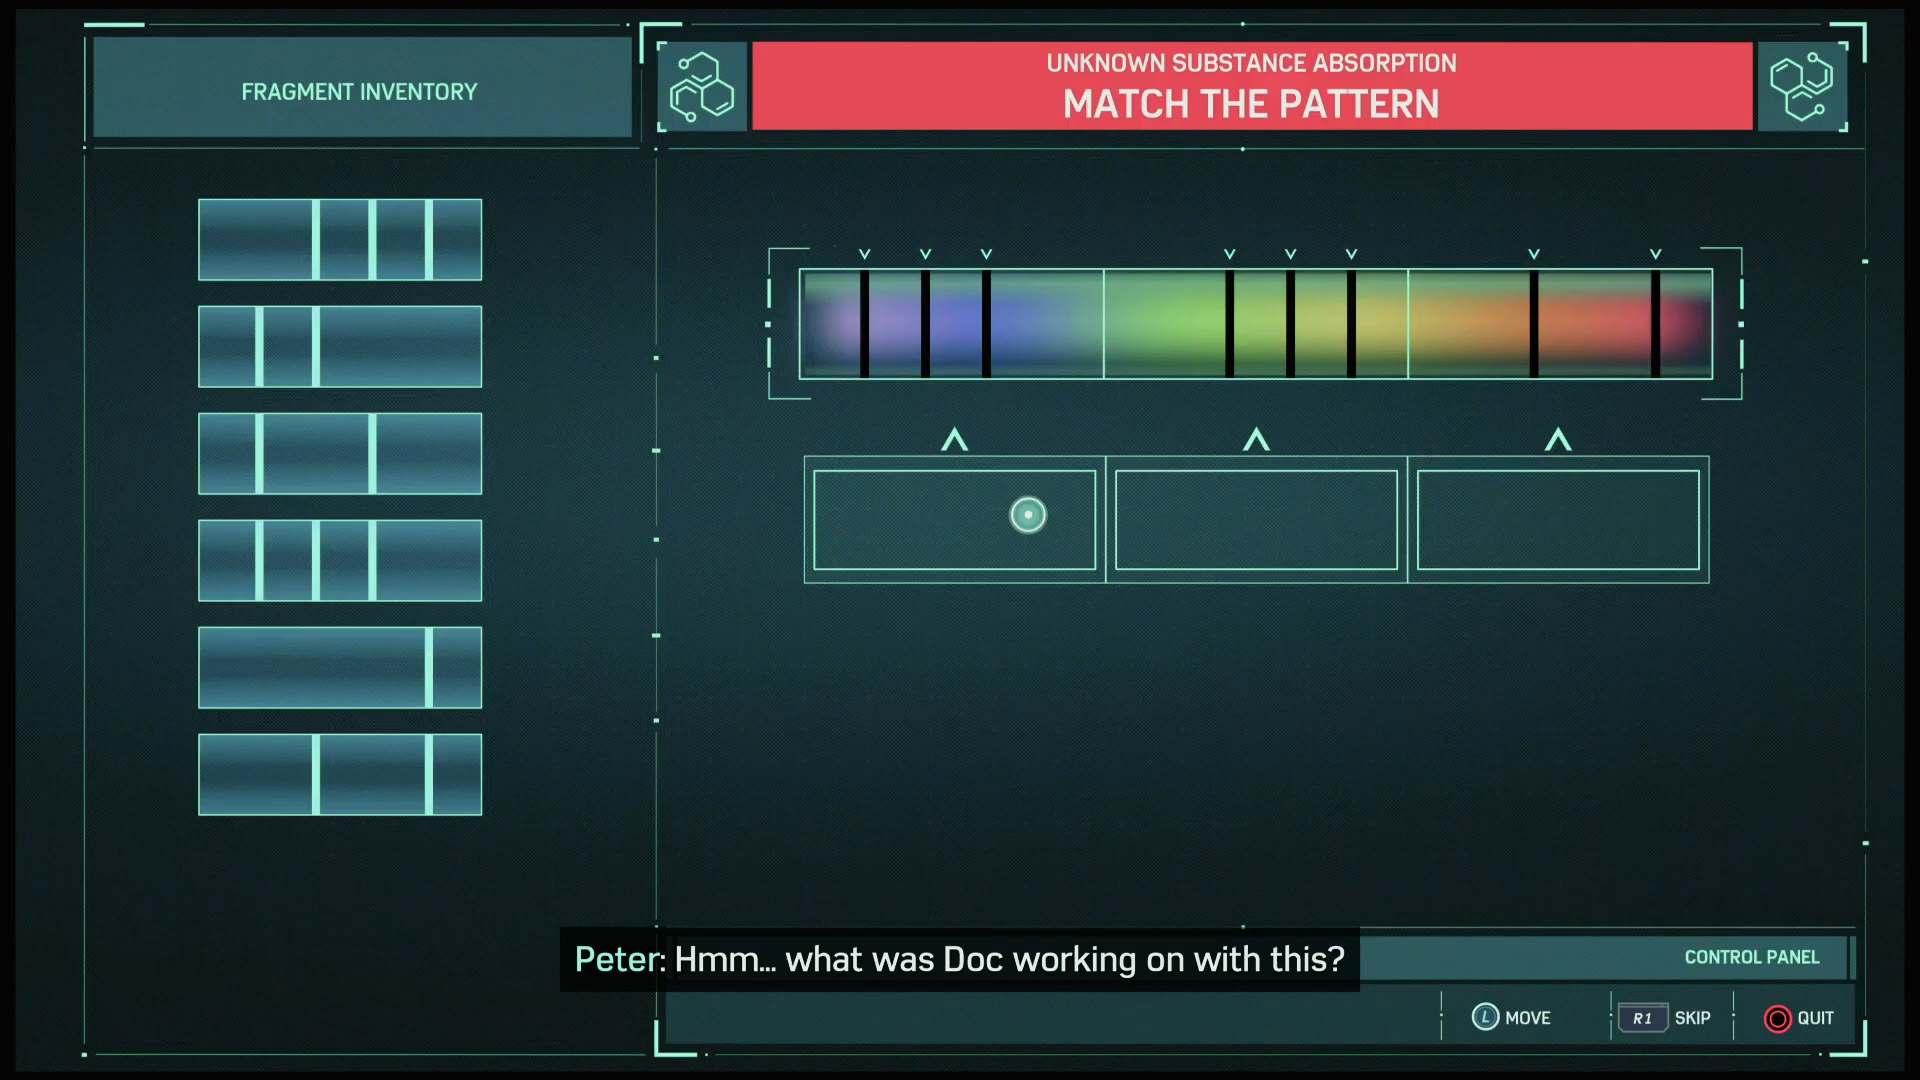 FRAGMENT INVENTORY
UNKNOWN SUBSTANCE ABSORPTION
MATCH THE PATTERN
Peter: Hmm... what was Doc working on with this?
CONTROL PANEL
L MOVE
R1 SKIP
QUIT